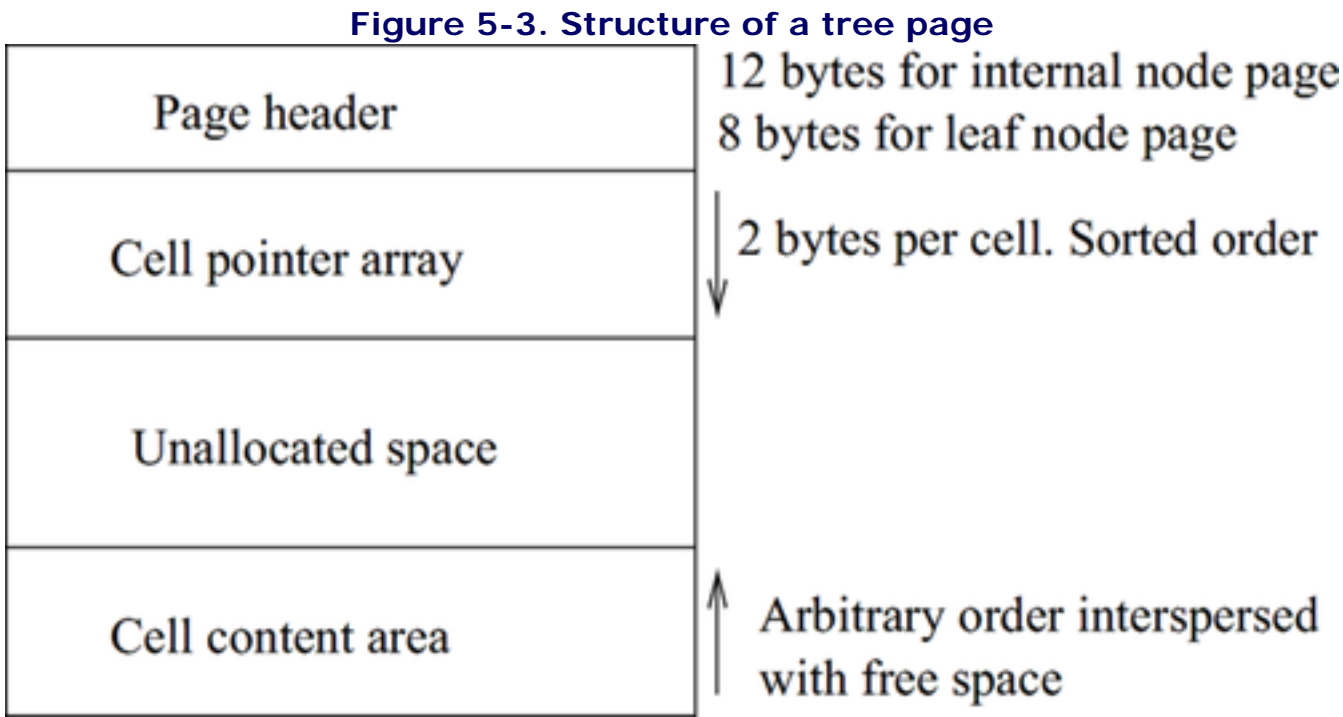 Figure 5-3. Structure of a tree page
Page header
12 bytes for internal node page
8 bytes for leaf node page
Cell pointer array
2 bytes per cell. Sorted order
Unallocated space
Cell content area
Arbitrary order interspersed
with free space